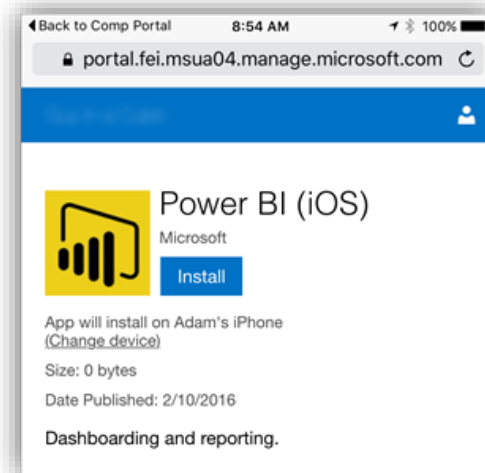 Back to Comp Portal 8:54 AM 100%
portal.fei.msua04.manage.microsoft.com
Power BI (iOS)
Microsoft
Install
App will install on Adam's iPhone
(Change device)
Size: 0 bytes
Date Published: 2/10/2016
Dashboarding and reporting.